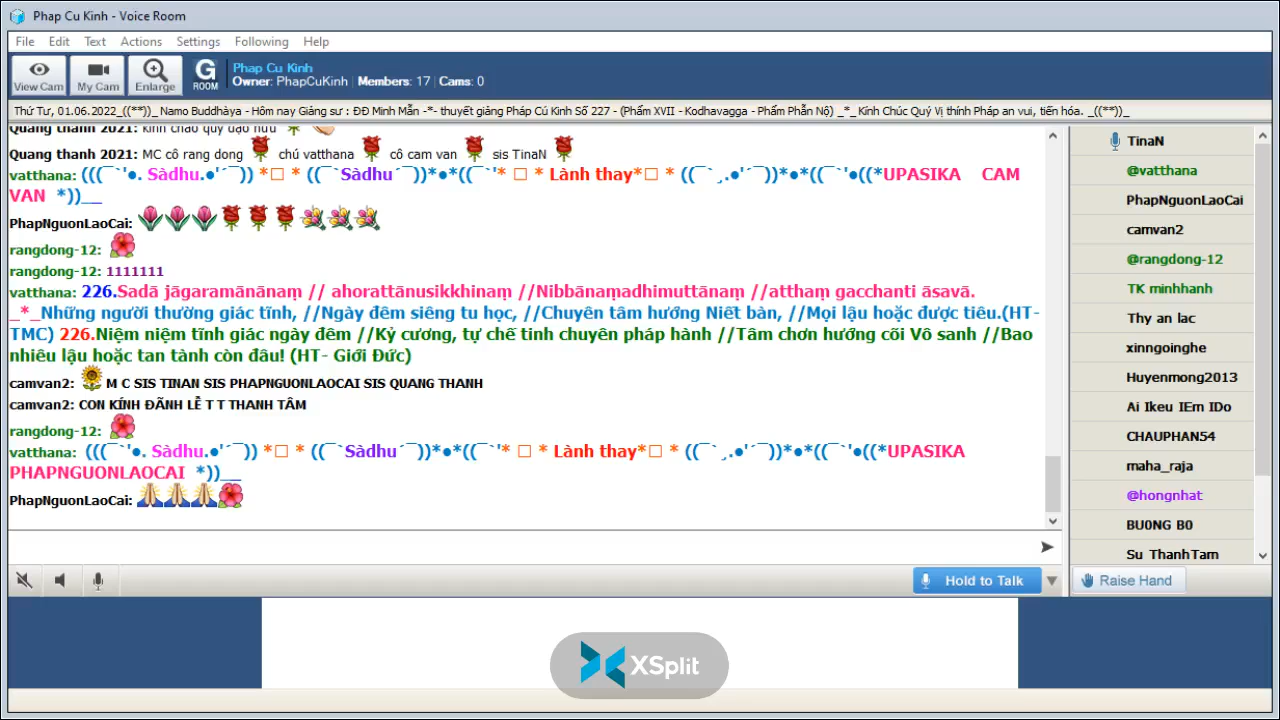 Phap Cu Kinh - Voice Room
File Edit Text Actions Settings Following Help
View Cam My Cam Enlarge G ROOM
Phap Cu Kinh
Owner: PhapCuKinh Members: 17 Cams: 0
Thứ Tư, 01.06.2022_((**))_ Namo Buddhàya - Hôm nay Giảng sư : ĐĐ Minh Mẫn -*- thuyết giảng Pháp Cú Kinh Số 227 - (Phẩm XVII - Kodhavagga - Phẩm Phẫn Nộ) _*_ Kính Chúc Quý Vị thính Pháp an vui, tiến hóa. _((**))_
Quang thanh 2021: kính chào quý đạo hữu
Quang thanh 2021: MC cô rang dong chú vatthana cô cam van sis TinaN
vatthana: (((¯`'●. Sàdhu.●'´¯)) *□ * ((¯`Sàdhu´¯))*●*((¯`'* □ * Lành thay*□ * ((¯`¸.●'´¯))*●*((¯`'●((*UPASIKA CAM
VAN *))__
PhapNguonLaoCai:
rangdong-12:
rangdong-12: 1111111
vatthana: 226.Sadā jāgaramānānaṃ // ahorattānusikkhinaṃ //Nibbānaṃadhimuttānaṃ //atthaṃ gacchanti āsavā.
_*_Những người thường giác tĩnh, //Ngày đêm siêng tu học, //Chuyên tâm hướng Niết bàn, //Mọi lậu hoặc được tiêu.(HT-
TMC) 226.Niệm niệm tĩnh giác ngày đêm //Kỷ cương, tự chế tinh chuyên pháp hành //Tâm chơn hướng cõi Vô sanh //Bao
nhiêu lậu hoặc tan tành còn đâu! (HT- Giới Đức)
camvan2: M C SIS TINAN SIS PHAPNGUONLAOCAI SIS QUANG THANH
camvan2: CON KÍNH ĐÃNH LỄ T T THANH TÂM
rangdong-12:
vatthana: (((¯`'●. Sàdhu.●'´¯)) *□ * ((¯`Sàdhu´¯))*●*((¯`'* □ * Lành thay*□ * ((¯`¸.●'´¯))*●*((¯`'●((*UPASIKA
PHAPNGUONLAOCAI *))__
PhapNguonLaoCai:
TinaN
@vatthana
PhapNguonLaoCai
camvan2
@rangdong-12
TK minhhanh
Thy an lac
xinngoinghe
Huyenmong2013
Ai Ikeu IEm IDo
CHAUPHAN54
maha_raja
@hongnhat
BU0NG B0
Su ThanhTam
Hold to Talk
Raise Hand
XSplit